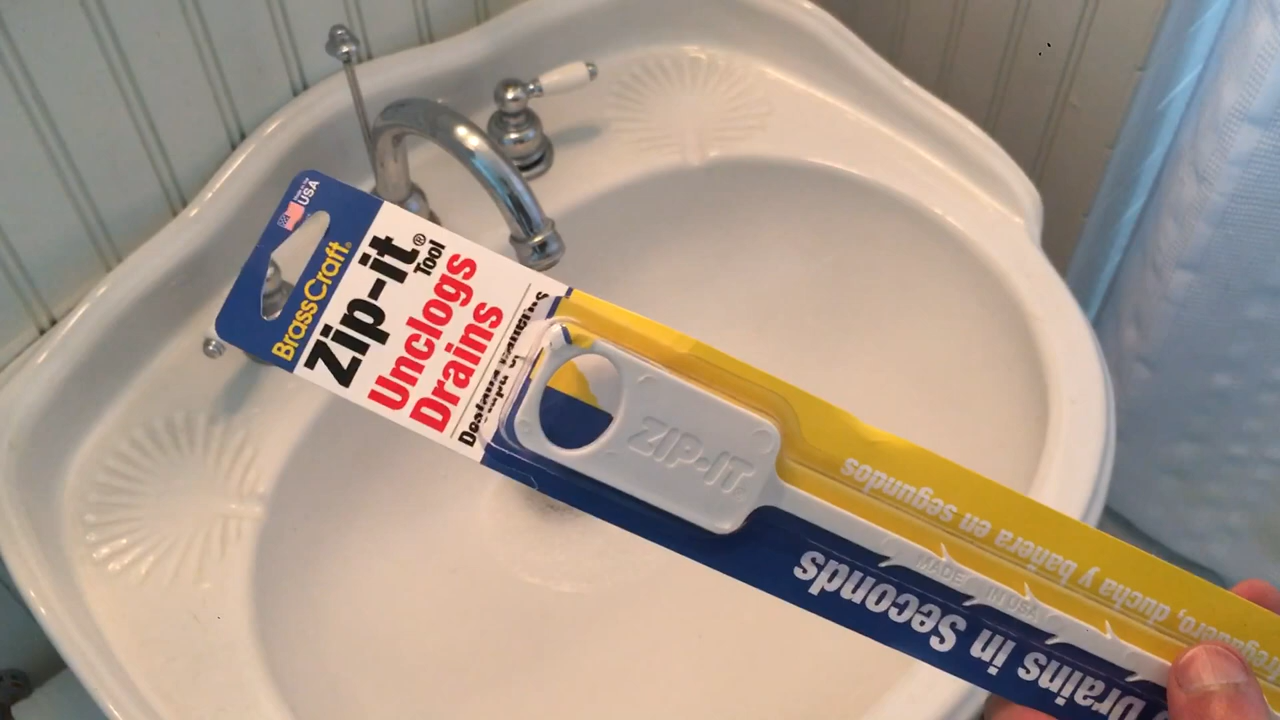 USA
BrassCraft®
Zip-it®
Tool
Unclogs
Drains
ZIP-IT®
MADE IN USA
Drains in Seconds
fregadero, ducha y bañera en segundos